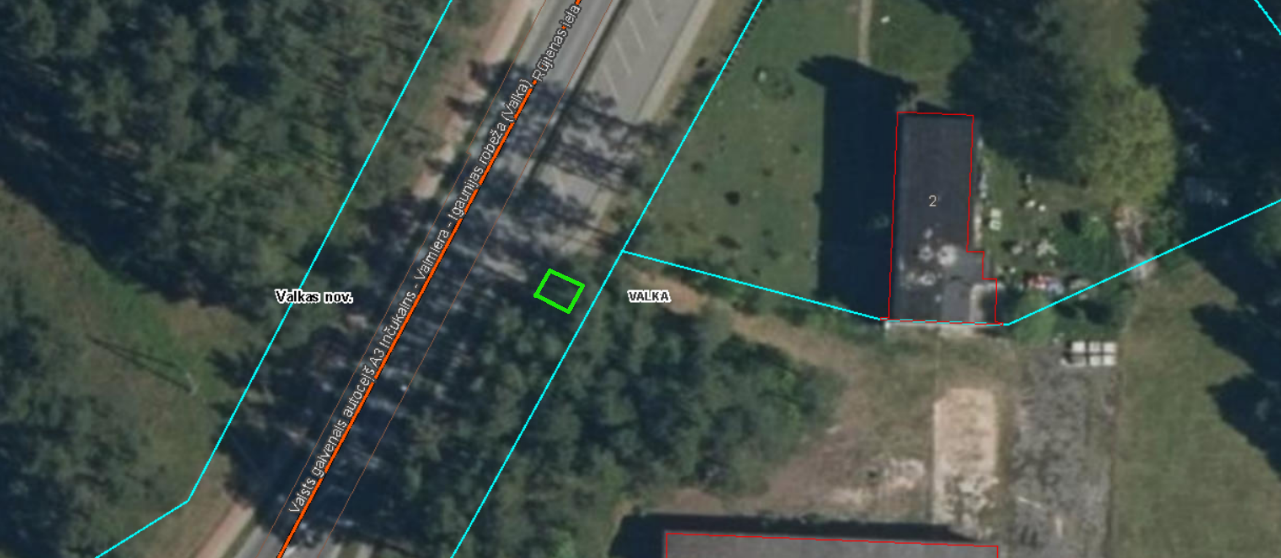 Valsts galvenais autoceļš A3 Inčukalns - Valmiera - Igaunijas robeža (Valka) - Rūjienas iela
2
Valkas nov.
VALKA